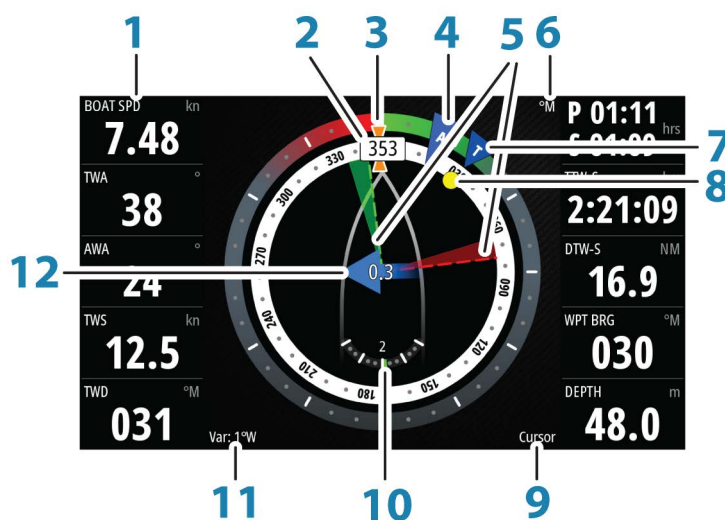 1
2
3
4
5
6
BOAT SPD kn
7.48
TWA °
38
AWA °
24
TWS kn
12.5
TWD °M
031
°M
P 01:11
S 01:09
hrs
2:21:09
DTW-S NM
16.9
WPT BRG °M
030
DEPTH m
48.0
7
8
12
353
A
T
330
300
270
240
210
180
150
120
060
0.3
2
Var: 1°W
Cursor
11
10
9